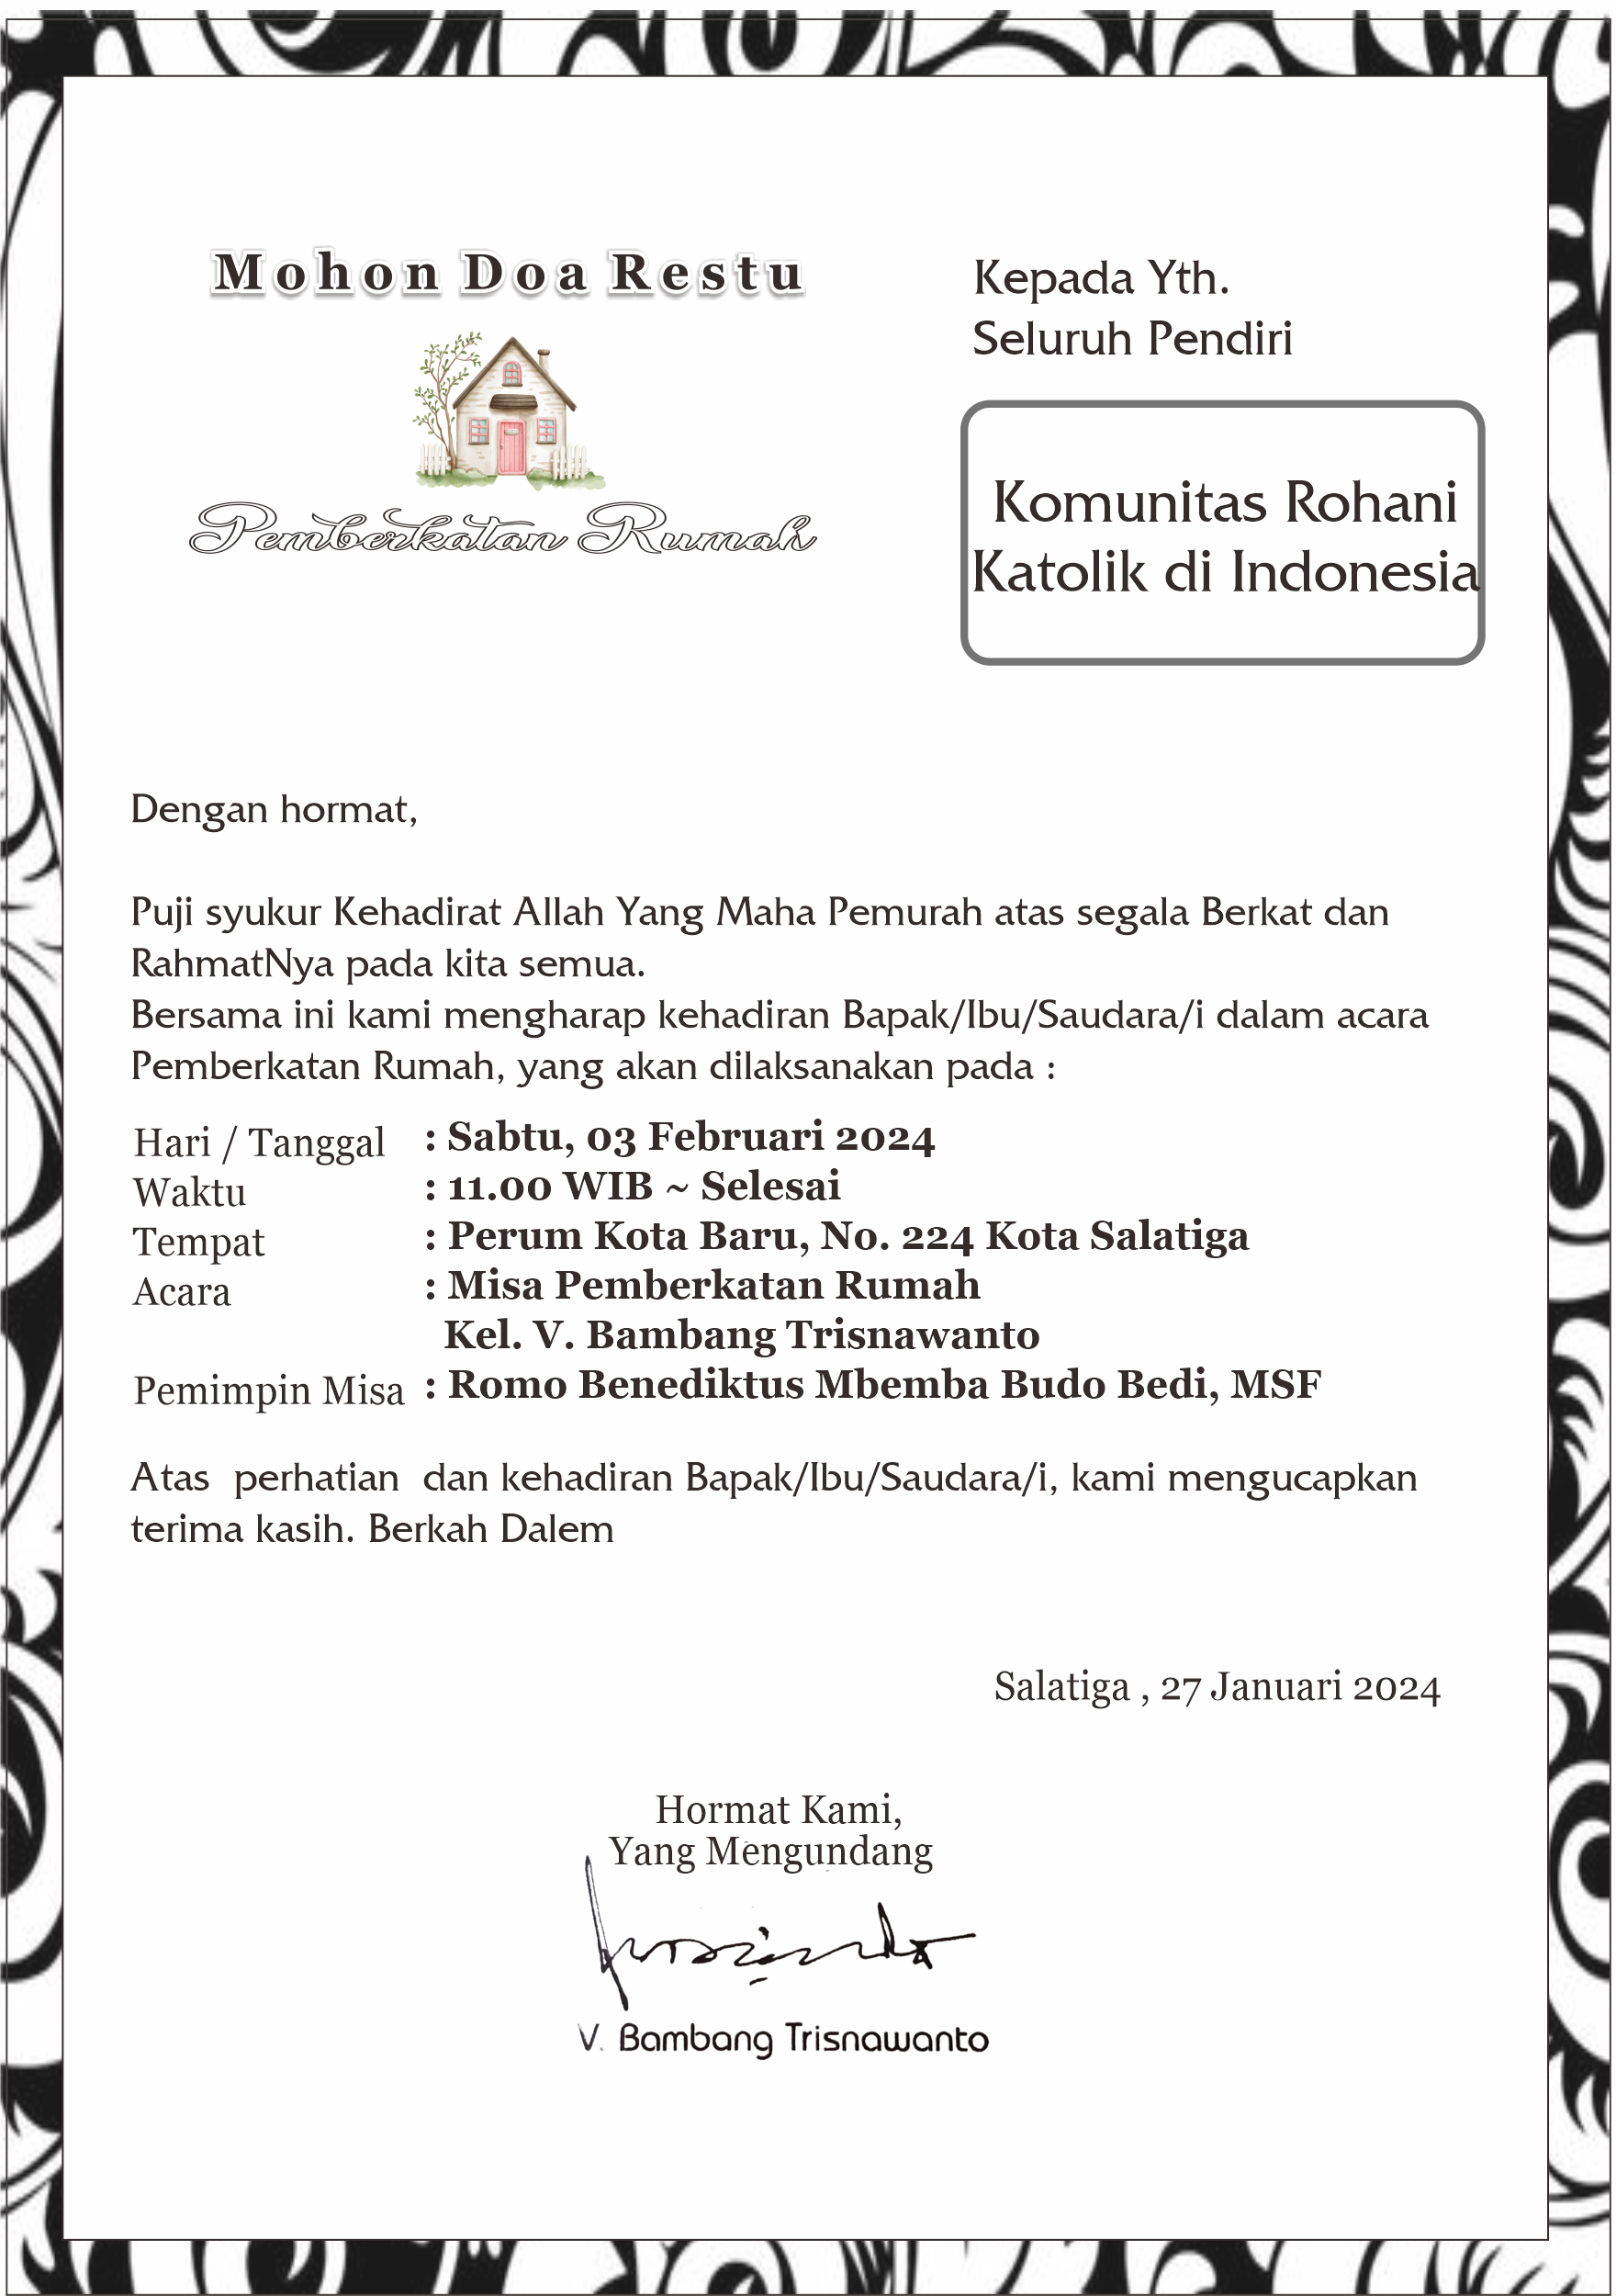 Mohon Doa Restu
Pemberkatan Rumah
Kepada Yth.
Seluruh Pendiri
Komunitas Rohani
Katolik di Indonesia
Dengan hormat,
Puji syukur Kehadirat Allah Yang Maha Pemurah atas segala Berkat dan
RahmatNya pada kita semua.
Bersama ini kami mengharap kehadiran Bapak/Ibu/Saudara/i dalam acara
Pemberkatan Rumah, yang akan dilaksanakan pada :
Hari / Tanggal : Sabtu, 03 Februari 2024
Waktu : 11.00 WIB ~ Selesai
Tempat : Perum Kota Baru, No. 224 Kota Salatiga
Acara : Misa Pemberkatan Rumah
Kel. V. Bambang Trisnawanto
Pemimpin Misa : Romo Benediktus Mbemba Budo Bedi, MSF
Atas perhatian dan kehadiran Bapak/Ibu/Saudara/i, kami mengucapkan
terima kasih. Berkah Dalem
Salatiga , 27 Januari 2024
Hormat Kami,
Yang Mengundang
V. Bambang Trisnawanto